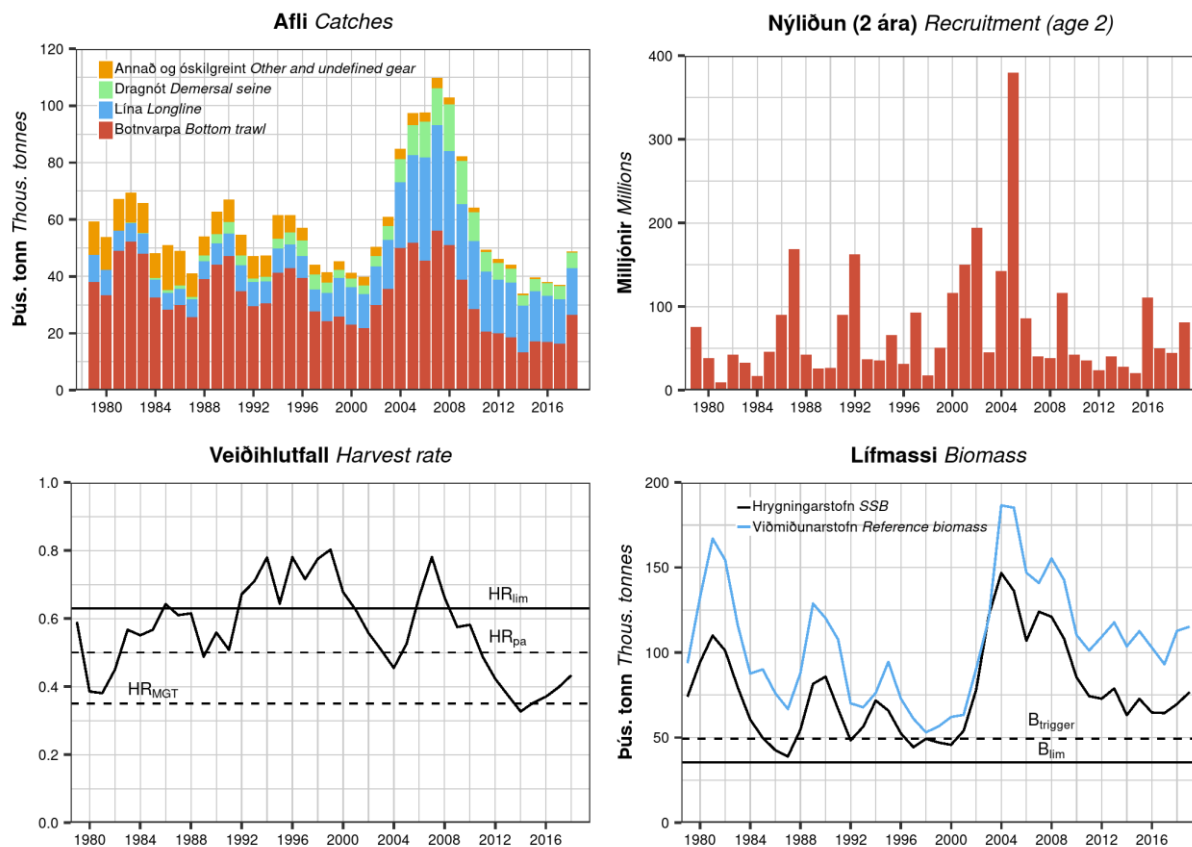 Afli Catches
Þús. tonn Thous. tonnes
120
100
80
60
40
20
0
Annað og óskilgreint Other and undefined gear
Dragnót Demersal seine
Lína Longline
Botnvarpa Bottom trawl
1980 1984 1988 1992 1996 2000 2004 2008 2012 2016
Nýliðun (2 ára) Recruitment (age 2)
Milljónir Millions
400
300
200
100
0
1980 1984 1988 1992 1996 2000 2004 2008 2012 2016
Veiðihlutfall Harvest rate
1.0
0.8
0.6
0.4
0.2
0.0
HRlim
HRpa
HRMGT
1980 1984 1988 1992 1996 2000 2004 2008 2012 2016
Lífmassi Biomass
Þús. tonn Thous. tonnes
200
150
100
50
0
Hrygningarstofn SSB
Viðmiðunarstofn Reference biomass
Btrigger
Blim
1980 1984 1988 1992 1996 2000 2004 2008 2012 2016